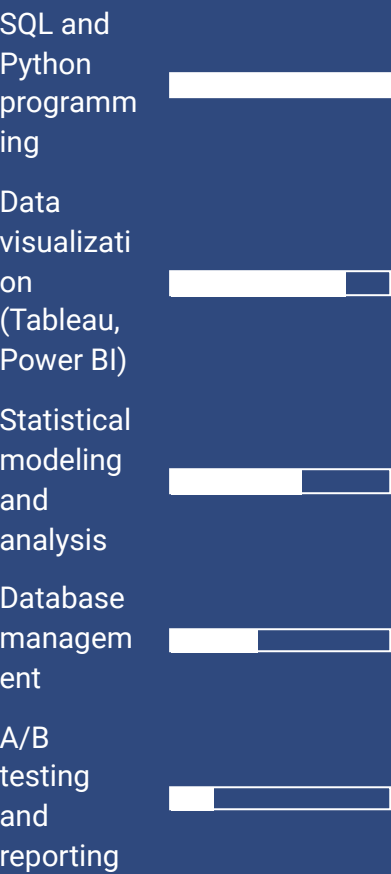 SQL and
Python
programm
ing
Data
visualizati
on
(Tableau,
Power BI)
Statistical
modeling
and
analysis
Database
managem
ent
A/B
testing
and
reporting